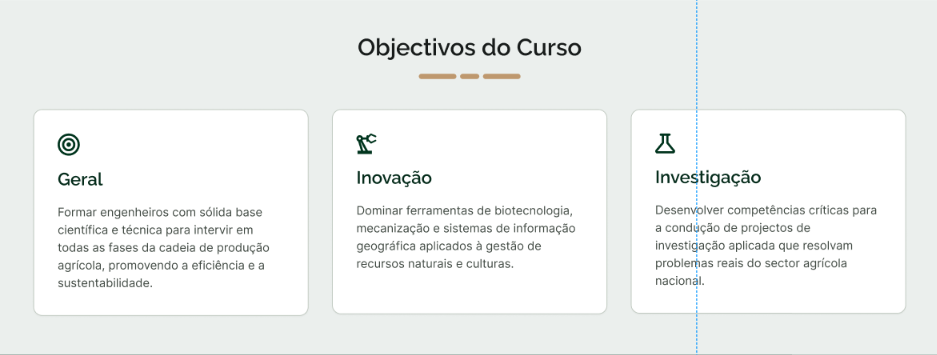 Objectivos do Curso
Geral
Formar engenheiros com sólida base
científica e técnica para intervir em
todas as fases da cadeia de produção
agrícola, promovendo a eficiência e a
sustentabilidade.
Inovação
Dominar ferramentas de biotecnologia,
mecanização e sistemas de informação
geográfica aplicados à gestão de
recursos naturais e culturas.
Investigação
Desenvolver competências críticas para
a condução de projectos de
investigação aplicada que resolvam
problemas reais do sector agrícola
nacional.